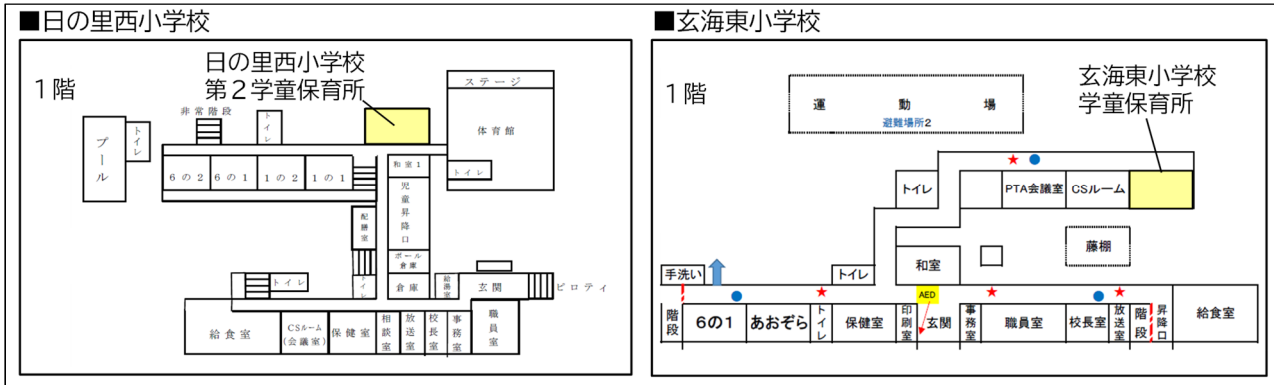 ■日の里西小学校
1階
日の里西小学校
第２学童保育所
ステージ
体育館
トイレ
非常階段
トイレ
トイレ
プール
6の2
6の1
1の2
1の1
和室1
児童昇降口
配膳室
ボール
倉庫
トイレ
トイレ
倉庫
給湯室
玄関
ピロティ
給食室
CSルーム
(会議室)
保健室
相談室
放送室
校長室
事務室
職員室
■玄海東小学校
1階
玄海東小学校
学童保育所
運動場
避難場所2
トイレ
PTA会議室
CSルーム
藤棚
和室
手洗い
トイレ
AED
階段
6の1
あおぞら
トイレ
保健室
印刷室
玄関
事務室
職員室
校長室
放送室
階段
昇降口
給食室